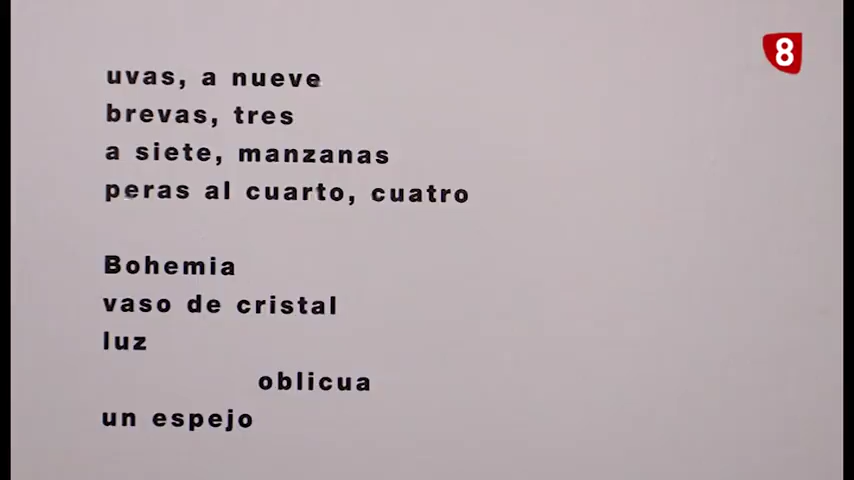 8
uvas, a nueve
brevas, tres
a siete, manzanas
peras al cuarto, cuatro
Bohemia
vaso de cristal
luz
oblicua
un espejo